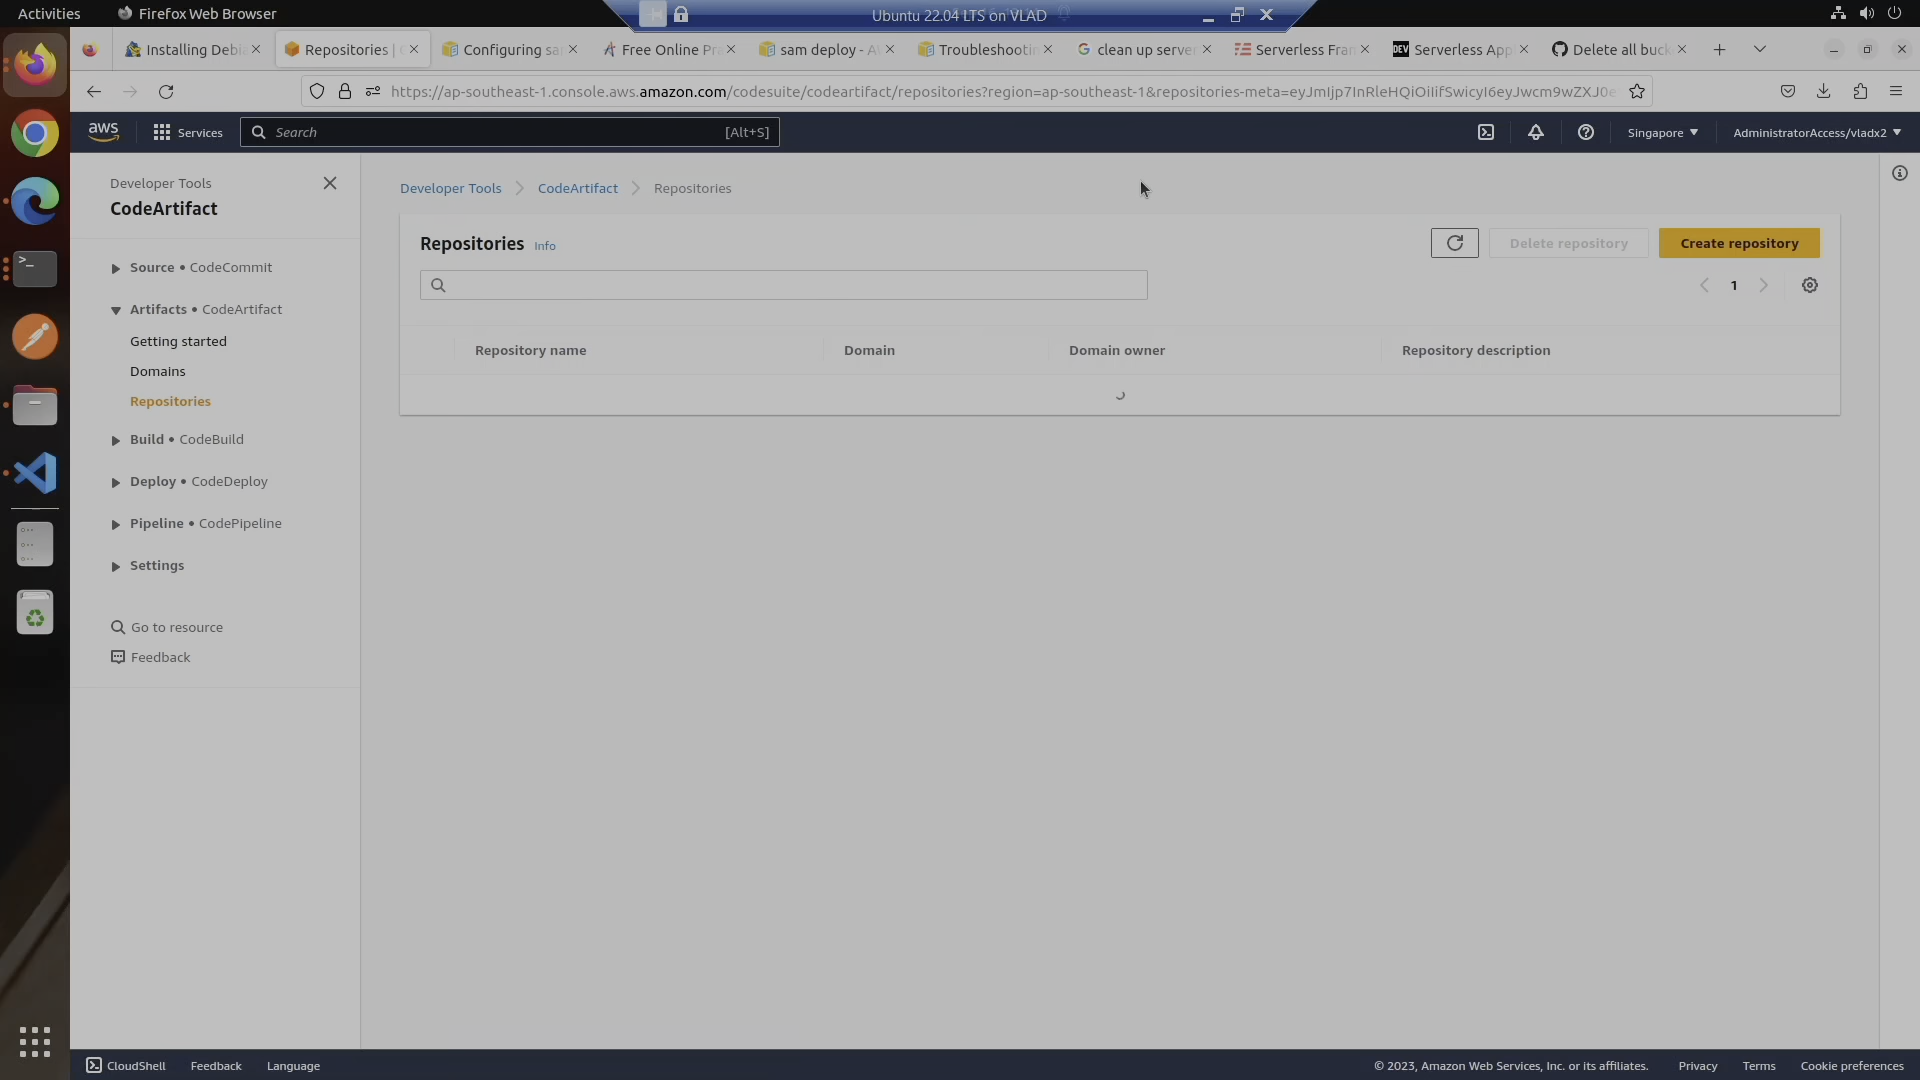 Activities
Firefox Web Browser
Ubuntu 22.04 LTS on VLAD
Installing Debia
Repositories |
Configuring sa
Free Online Pr
sam deploy - A
Troubleshootin
clean up server
Serverless Fra
DEV
Serverless App
Delete all buck
amazon.com/codesuite/codeartifact/repositories?region=ap-southeast-1&repositories-meta=
https://ap-southeast-1.console.aws.
aws
Services
Search
[Alt+S]
Singapore
AdministratorAccess/vladx2
Developer Tools
CodeArtifact
Source • CodeCommit
Artifacts • CodeArtifact
Getting started
Domains
Repositories
Build • CodeBuild
Deploy • CodeDeploy
Pipeline • CodePipeline
Settings
Go to resource
Feedback
Developer Tools
CodeArtifact
Repositories
Repositories
Info
Delete repository
Create repository
1
Repository name
Domain
Domain owner
Repository description
CloudShell
Feedback
Language
© 2023, Amazon Web Services, Inc. or its affiliates.
Privacy
Terms
Cookie preferences